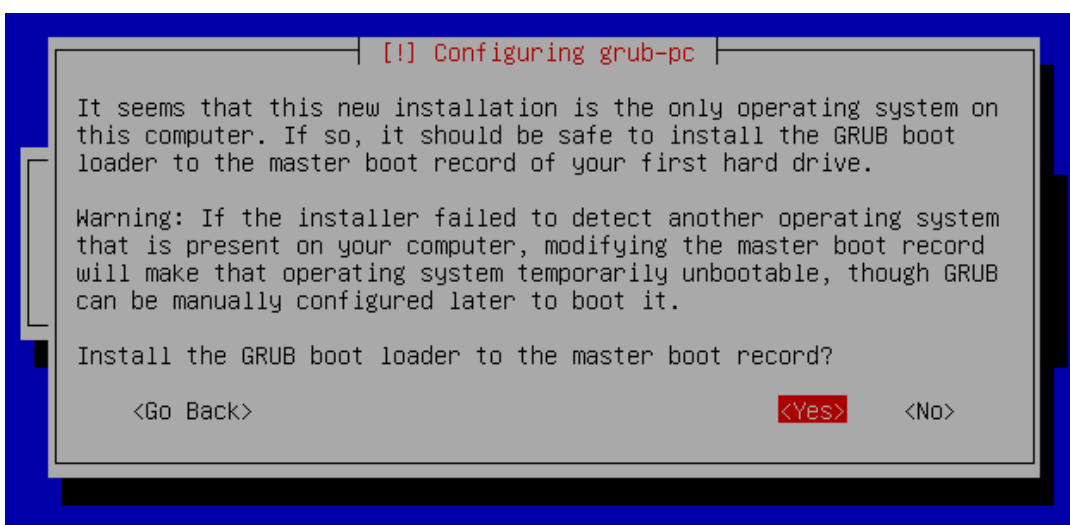 [!] Configuring grub-pc
It seems that this new installation is the only operating system on
this computer. If so, it should be safe to install the GRUB boot
loader to the master boot record of your first hard drive.
Warning: If the installer failed to detect another operating system
that is present on your computer, modifying the master boot record
will make that operating system temporarily unbootable, though GRUB
can be manually configured later to boot it.
Install the GRUB boot loader to the master boot record?
<Go Back> <Yes> <No>